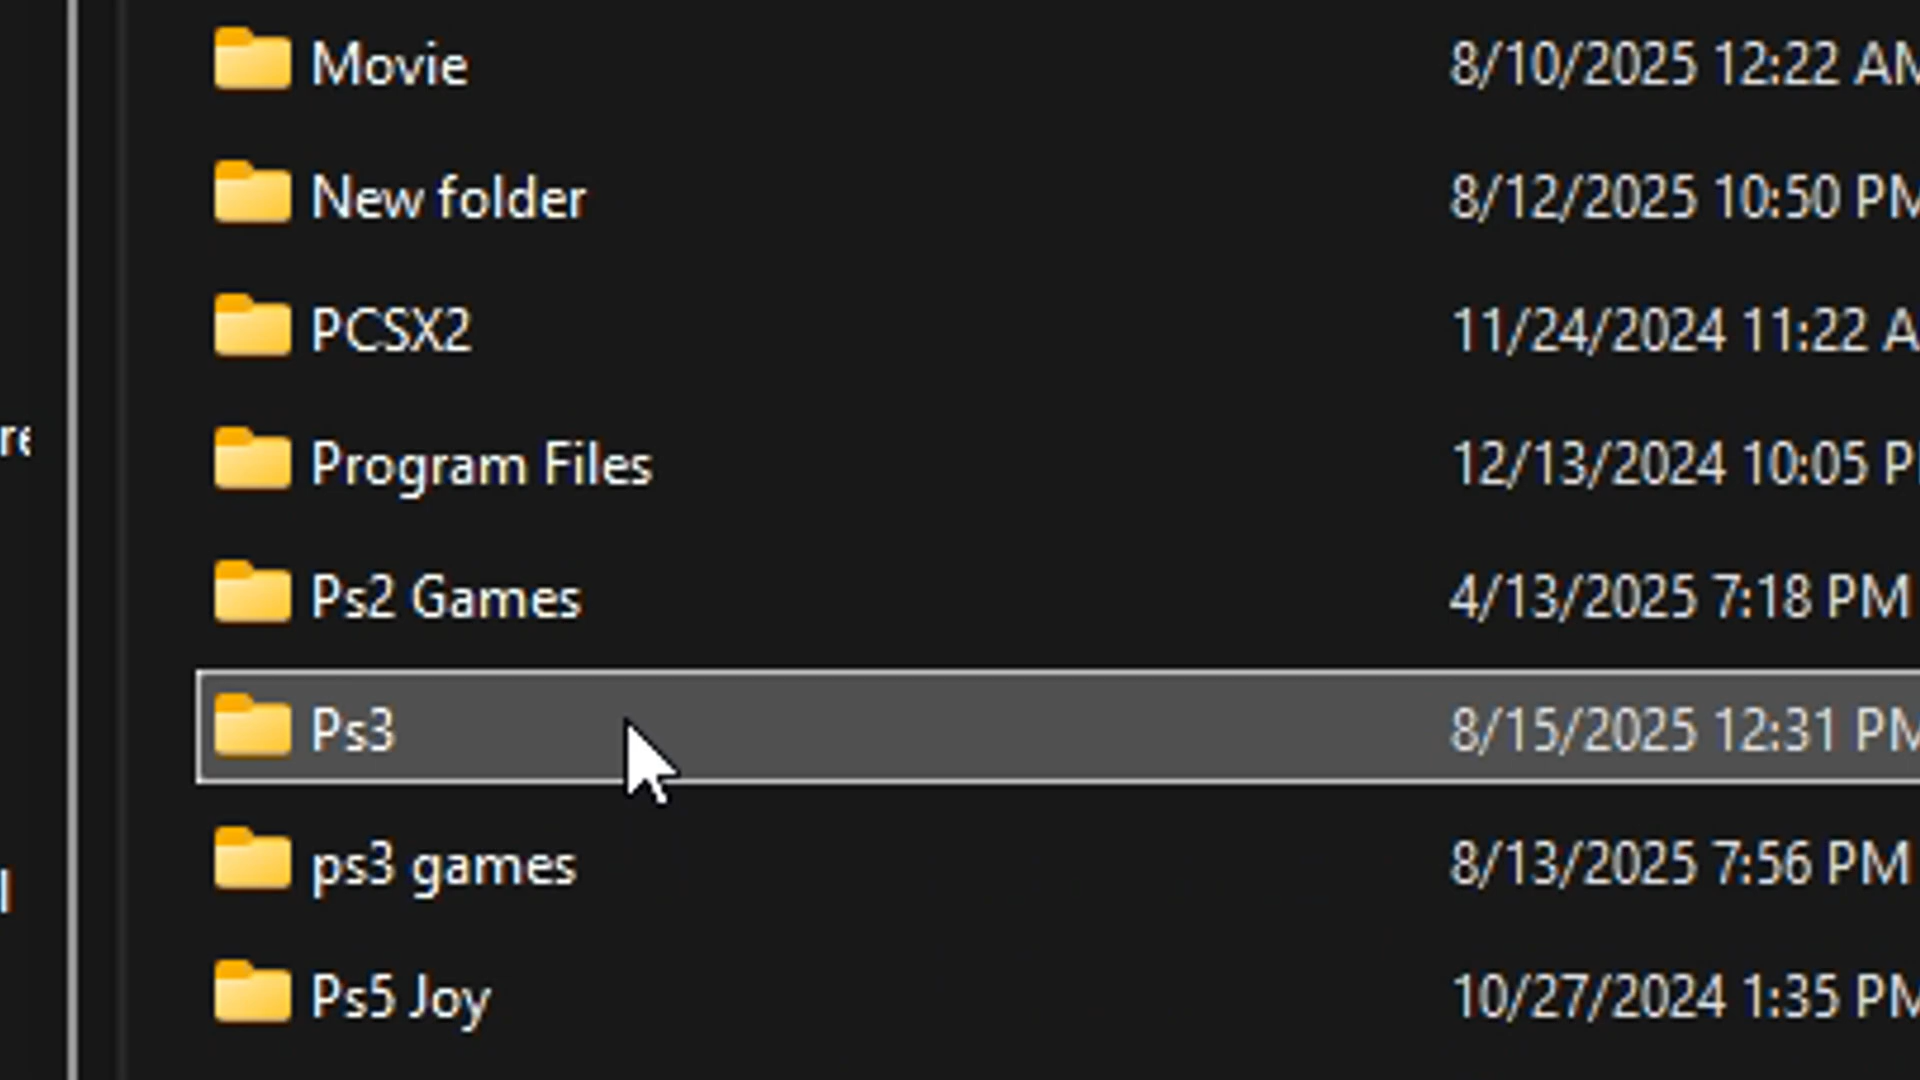 Movie 8/10/2025 12:22 AM
New folder 8/12/2025 10:50 PM
PCSX2 11/24/2024 11:22 A
Program Files 12/13/2024 10:05 P
Ps2 Games 4/13/2025 7:18 PM
Ps3 8/15/2025 12:31 PM
ps3 games 8/13/2025 7:56 PM
Ps5 Joy 10/27/2024 1:35 PM